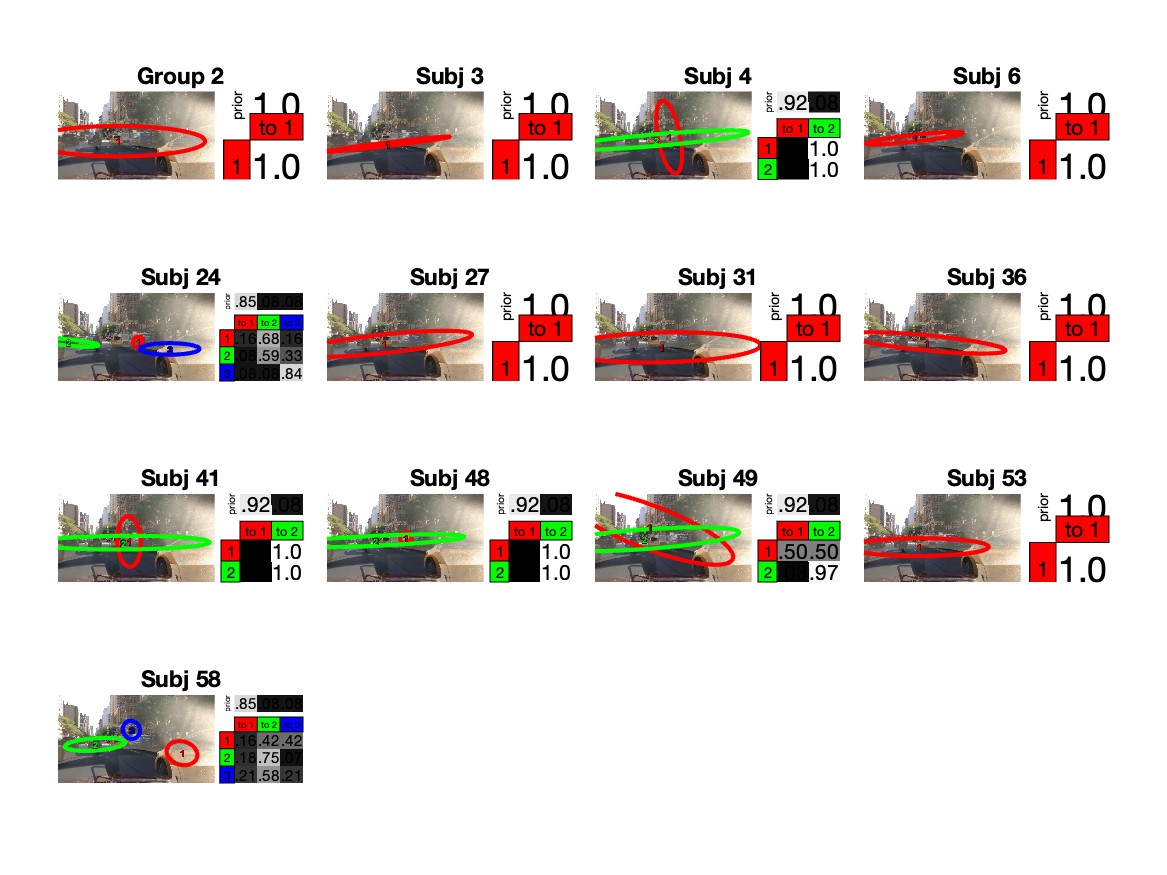 Group 2
prior 1.0
to 1
1 1.0
Subj 3
prior 1.0
to 1
1 1.0
Subj 4
prior .92 .08
to 1 to 2
1 1.0
2 1.0
Subj 6
prior 1.0
to 1
1 1.0
Subj 24
prior .85 .08 .08
to 1 to 2 to 3
1 .16 .68 .16
2 .08 .59 .33
3 .08 .08 .84
Subj 27
prior 1.0
to 1
1 1.0
Subj 31
prior 1.0
to 1
1 1.0
Subj 36
prior 1.0
to 1
1 1.0
Subj 41
prior .92 .08
to 1 to 2
1 1.0
2 1.0
Subj 48
prior .92 .08
to 1 to 2
1 1.0
2 1.0
Subj 49
prior .92 .08
to 1 to 2
1 .50 .50
2 .97
Subj 53
prior 1.0
to 1
1 1.0
Subj 58
prior .85 .08 .08
to 1 to 2 to 3
1 .16 .42 .42
2 .18 .75 .07
3 .21 .58 .21